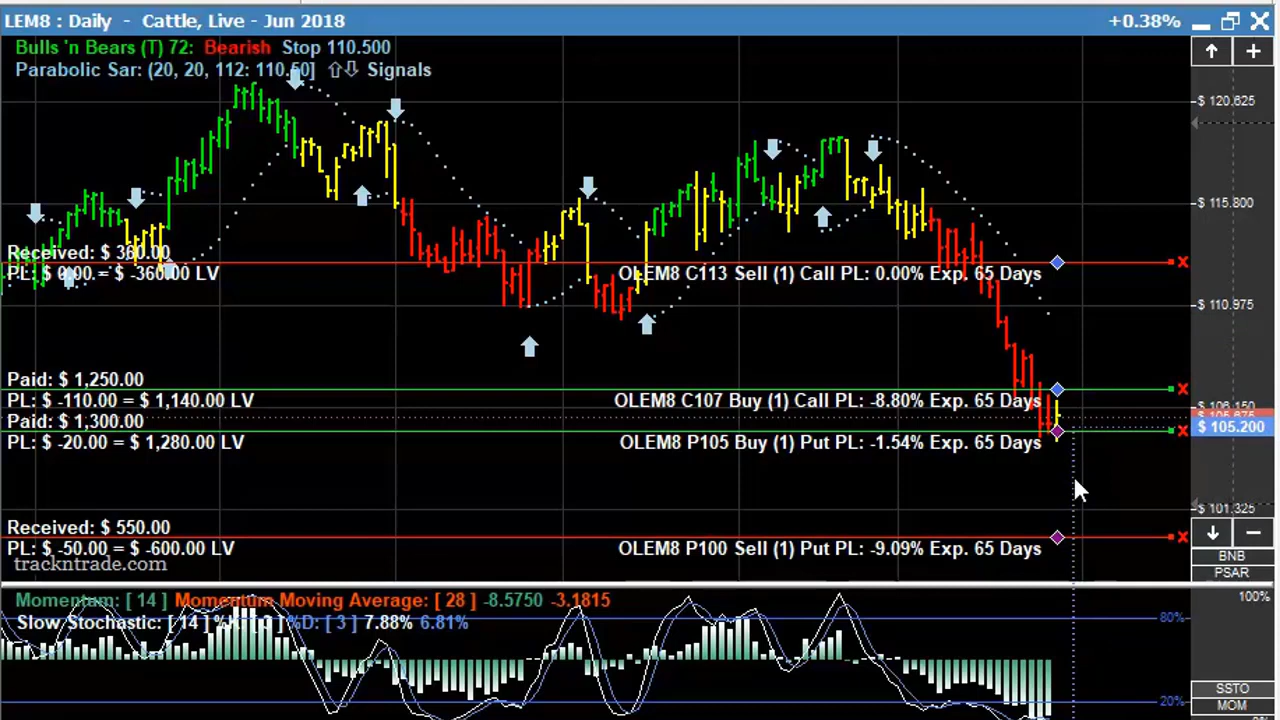 LEM8 : Daily - Cattle, Live - Jun 2018 +0.38%
Bulls 'n Bears (T) 72: Bearish Stop 110.500
Parabolic Sar: (20, 20, 112: 110.50] Signals
$ 120.625
$ 115.800
Received: $ 360.00
PL: $ 0.00 = $ -360.00 LV
OLEM8 C113 Sell (1) Call PL: 0.00% Exp. 65 Days
$ 110.975
Paid: $ 1,250.00
PL: $ -110.00 = $ 1,140.00 LV
OLEM8 C107 Buy (1) Call PL: -8.80% Exp. 65 Days
$ 106.150
Paid: $ 1,300.00
$ 105.200
PL: $ -20.00 = $ 1,280.00 LV
OLEM8 P105 Buy (1) Put PL: -1.54% Exp. 65 Days
$ 101.325
Received: $ 550.00
PL: $ -50.00 = $ -600.00 LV
OLEM8 P100 Sell (1) Put PL: -9.09% Exp. 65 Days
BNB
trackntrade.com
PSAR
Momentum: [ 14 ] Momentum Moving Average: [ 28 ] -8.5750 -3.1815
100%
Slow Stochastic: [ 14 ] %K: [ 3 ] %D: [ 3 ] 7.88% 6.81%
80%
SSTO
20%
MOM